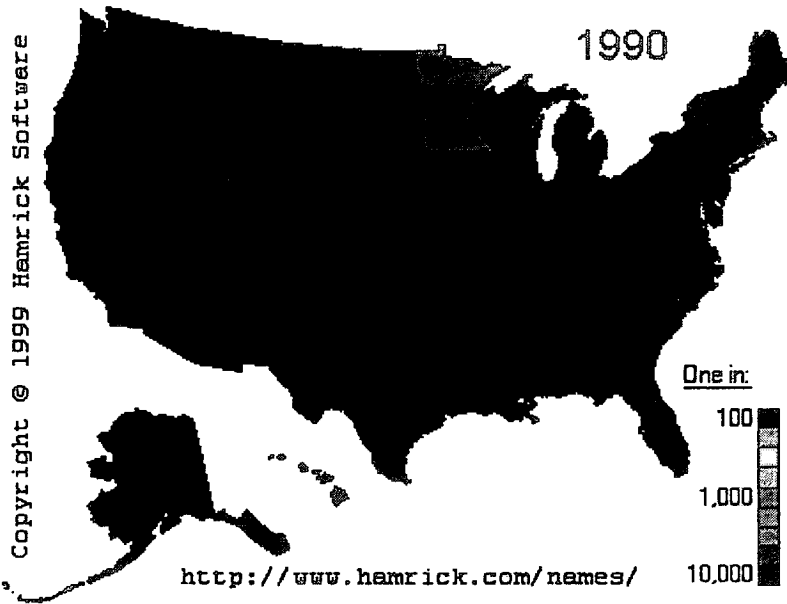 1990
Copyright © 1999 Hamrick Software
One in:
100
1,000
10,000
http://www.hamrick.com/names/